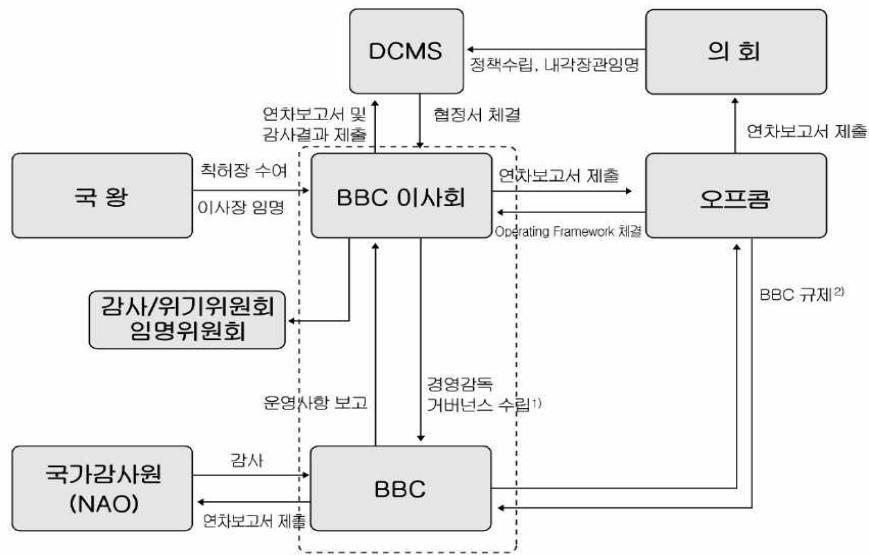 DCMS
정책수립, 내각장관임명
의 회
연차보고서 및
감사결과 제출
협정서 체결
연차보고서 제출
국 왕
칙허장 수여
이사장 임명
BBC 이사회
연차보고서 제출
Operating Framework 체결
오프콤
감사/위기위원회
임명위원회
BBC 규제2)
운영사항 보고
경영감독
거버넌스 수립1)
국가감사원
(NAO)
감사
연차보고서 제출
BBC